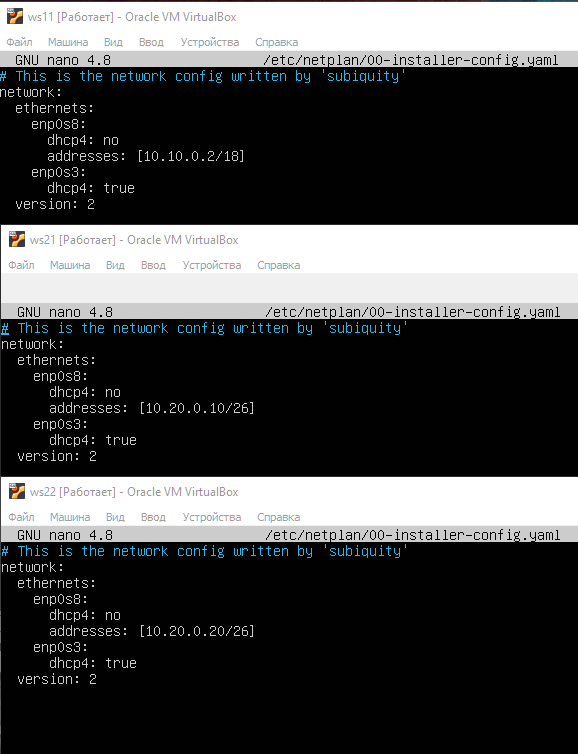 ws11 [Работает] - Oracle VM VirtualBox
Файл Машина Вид Ввод Устройства Справка
GNU nano 4.8 /etc/netplan/00-installer-config.yaml
# This is the network config written by 'subiquity'
network:
  ethernets:
    enp0s8:
      dhcp4: no
      addresses: [10.10.0.2/18]
    enp0s3:
      dhcp4: true
  version: 2
ws21 [Работает] - Oracle VM VirtualBox
Файл Машина Вид Ввод Устройства Справка
GNU nano 4.8 /etc/netplan/00-installer-config.yaml
# This is the network config written by 'subiquity'
network:
  ethernets:
    enp0s8:
      dhcp4: no
      addresses: [10.20.0.10/26]
    enp0s3:
      dhcp4: true
  version: 2
ws22 [Работает] - Oracle VM VirtualBox
Файл Машина Вид Ввод Устройства Справка
GNU nano 4.8 /etc/netplan/00-installer-config.yaml
# This is the network config written by 'subiquity'
network:
  ethernets:
    enp0s8:
      dhcp4: no
      addresses: [10.20.0.20/26]
    enp0s3:
      dhcp4: true
  version: 2